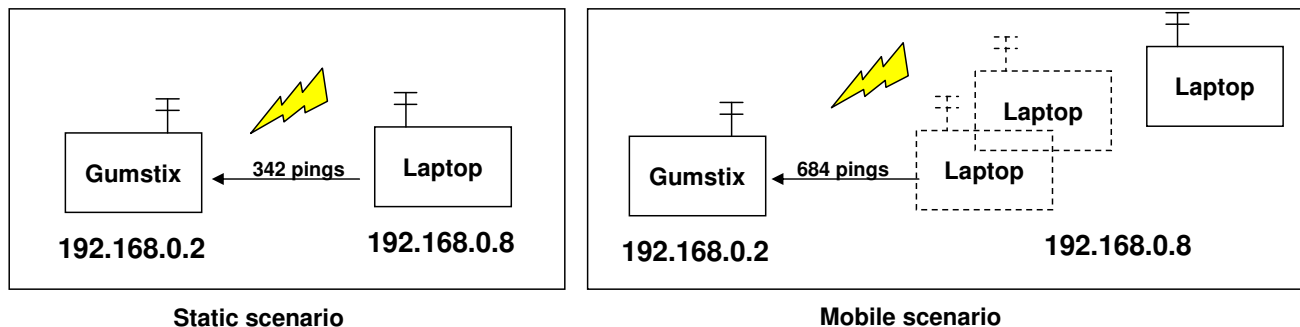 Gumstix
342 pings
Laptop
192.168.0.2
192.168.0.8
Static scenario
Laptop
Laptop
Gumstix
684 pings
Laptop
192.168.0.2
192.168.0.8
Mobile scenario